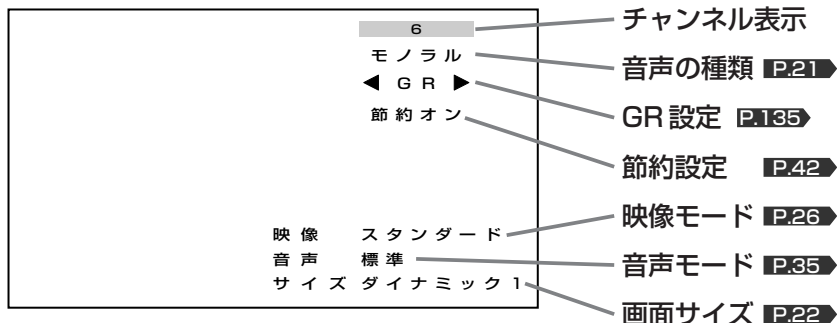 6
モノラル
◀ GR ▶
節約オン
映像 スタンダード
音声 標準
サイズ ダイナミック1
チャンネル表示
音声の種類 P.21
GR設定 P.135
節約設定 P.42
映像モード P.26
音声モード P.35
画面サイズ P.22